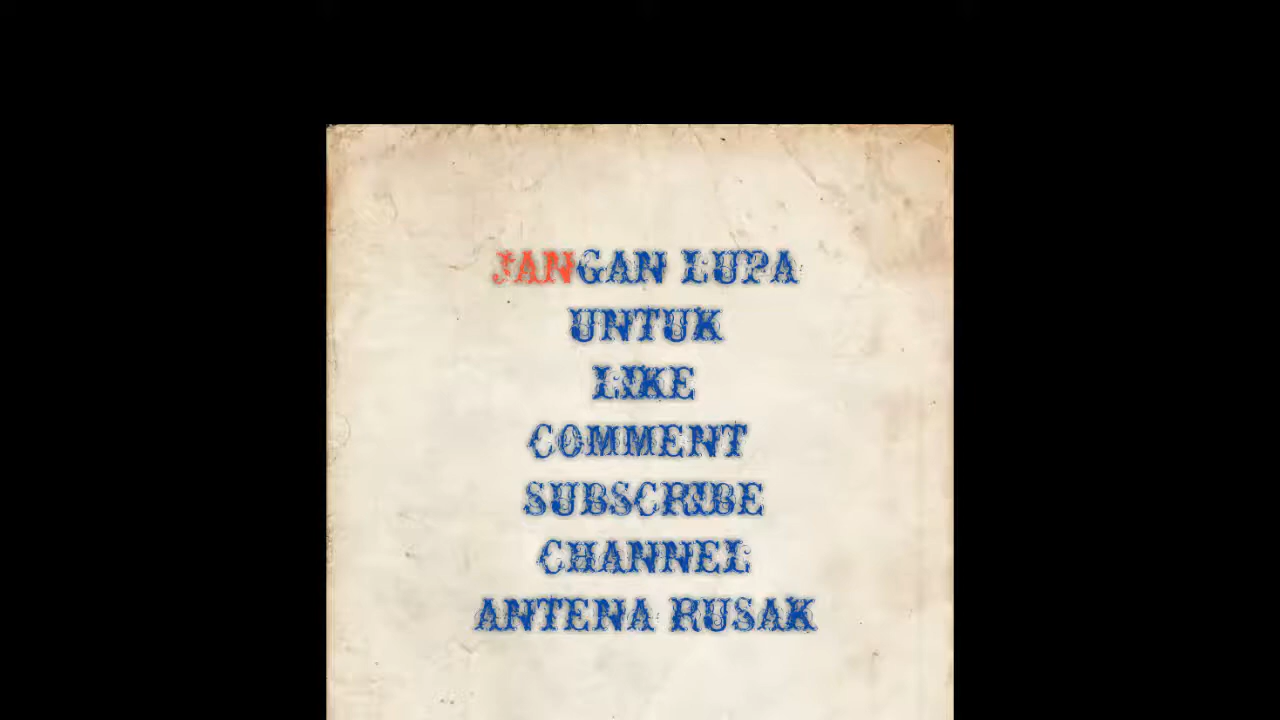 JANGAN LUPA
UNTUK
LIKE
COMMENT
SUBSCRIBE
CHANNEL
ANTENA RUSAK